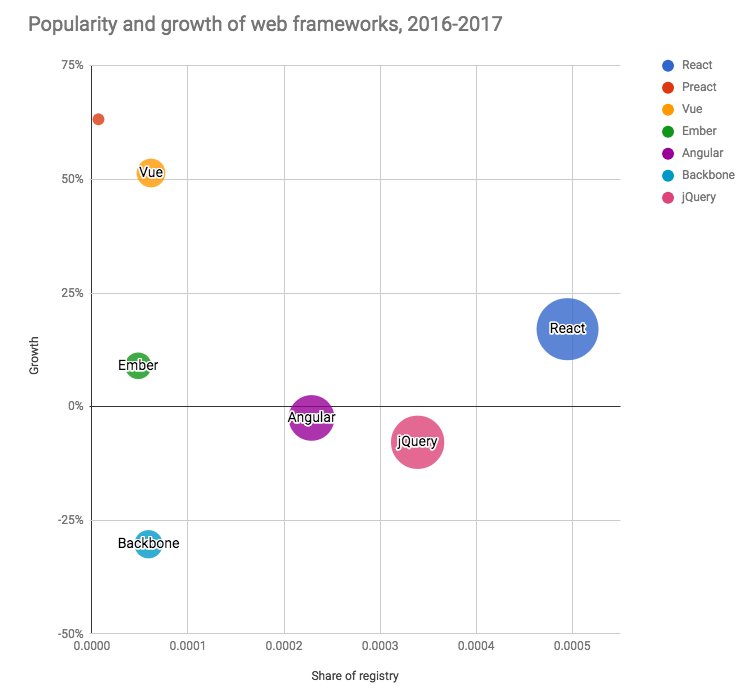 Popularity and growth of web frameworks, 2016-2017
75%
50%
25%
0%
-25%
-50%
Growth
Vue
React
Ember
Angular
jQuery
Backbone
0.0000 0.0001 0.0002 0.0003 0.0004 0.0005
Share of registry
React
Preact
Vue
Ember
Angular
Backbone
jQuery